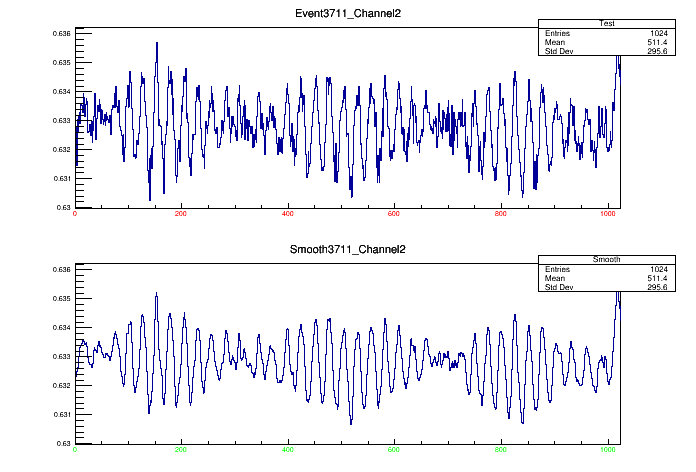 Event3711_Channel2
Test
Entries 1024
Mean 511.4
Std Dev 295.6
0.636
0.635
0.634
0.633
0.632
0.631
0.63
0 200 400 600 800 1000
Smooth3711_Channel2
Smooth
Entries 1024
Mean 511.4
Std Dev 295.6
0.636
0.635
0.634
0.633
0.632
0.631
0.63
0 200 400 600 800 1000